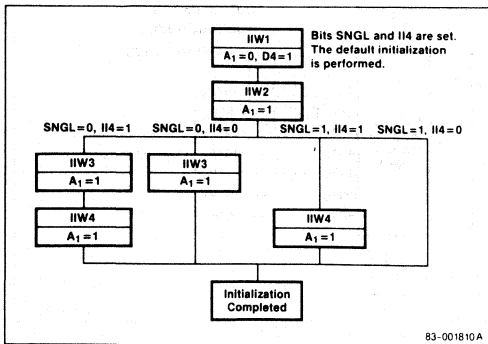 IIW1
A₁=0, D4=1
Bits SNGL and II4 are set.
The default initialization
is performed.
IIW2
A₁=1
SNGL=0, II4=1 SNGL=0, II4=0 SNGL=1, II4=1 SNGL=1, II4=0
IIW3 IIW3
A₁=1 A₁=1
IIW4 IIW4
A₁=1 A₁=1
Initialization
Completed
83-001810A